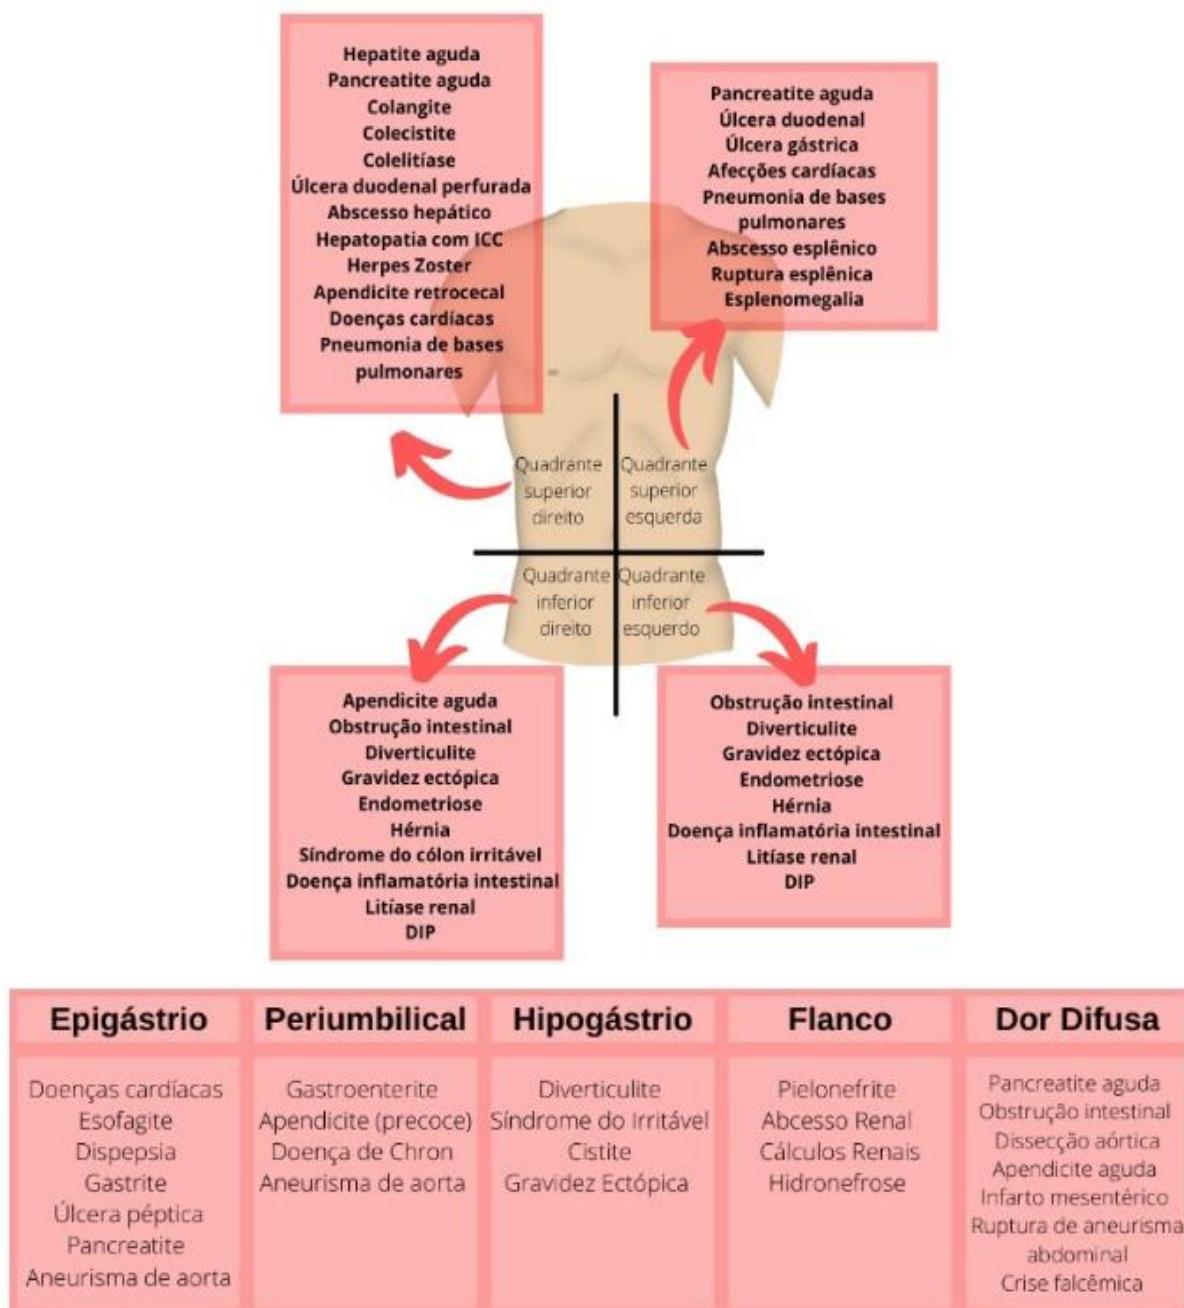 Hepatite aguda
Pancreatite aguda
Colangite
Colecistite
Colelitíase
Úlcera duodenal perfurada
Abscesso hepático
Hepatopatia com ICC
Herpes Zoster
Apendicite retrocecal
Doenças cardíacas
Pneumonia de bases
pulmonares
Pancreatite aguda
Úlcera duodenal
Úlcera gástrica
Afecções cardíacas
Pneumonia de bases
pulmonares
Abscesso esplênico
Ruptura esplênica
Esplenomegalia
Quadrante
superior
direito
Quadrante
superior
esquerda
Quadrante
inferior
direito
Quadrante
inferior
esquerdo
Apendicite aguda
Obstrução intestinal
Diverticulite
Gravidez ectópica
Endometriose
Hérnia
Síndrome do cólon irritável
Doença inflamatória intestinal
Litíase renal
DIP
Obstrução intestinal
Diverticulite
Gravidez ectópica
Endometriose
Hérnia
Doença inflamatória intestinal
Litíase renal
DIP
Epigástrio
Doenças cardíacas
Esofagite
Dispepsia
Gastrite
Úlcera péptica
Pancreatite
Aneurisma de aorta
Periumbilical
Gastroenterite
Apendicite (precoce)
Doença de Chron
Aneurisma de aorta
Hipogástrio
Diverticulite
Síndrome do Irritável
Cistite
Gravidez Ectópica
Flanco
Pielonefrite
Abcesso Renal
Cálculos Renais
Hidronefrose
Dor Difusa
Pancreatite aguda
Obstrução intestinal
Dissecção aórtica
Apendicite aguda
Infarto mesentérico
Ruptura de aneurisma
abdominal
Crise falcêmica